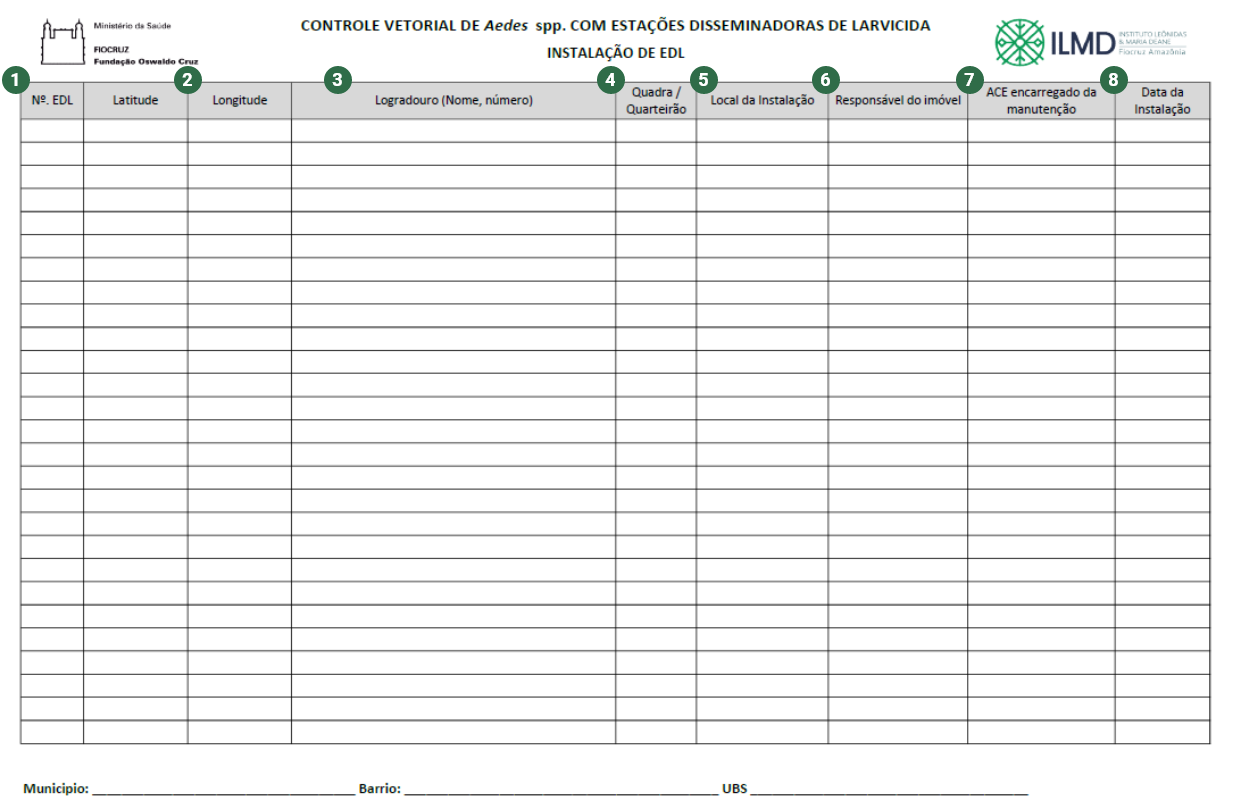 Ministério da Saúde
FIOCRUZ
Fundação Oswaldo Cruz
CONTROLE VETORIAL DE Aedes spp. COM ESTAÇÕES DISSEMINADORAS DE LARVICIDA
INSTALAÇÃO DE EDL
ILMD
INSTITUTO LEÔNIDAS
& MARIA DEANE
Fiocruz Amazônia
1 2 3 4 5 6 7 8
Nº. EDL
Latitude
Longitude
Logradouro (Nome, número)
Quadra /
Quarteirão
Local da Instalação
Responsável do imóvel
ACE encarregado da
manutenção
Data da
Instalação
Municipio: Barrio: UBS